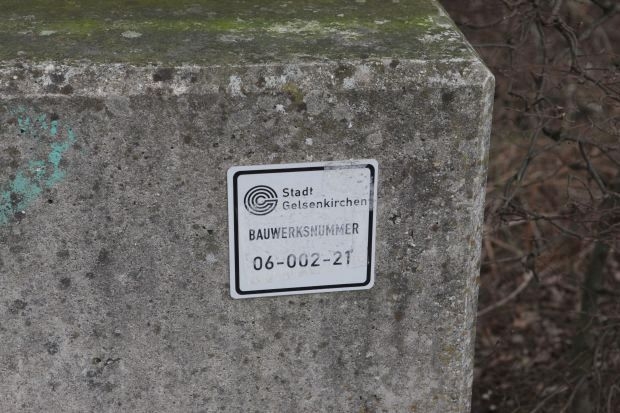 Stadt
Gelsenkirchen
BAUWERKSNUMMER
06-002-21